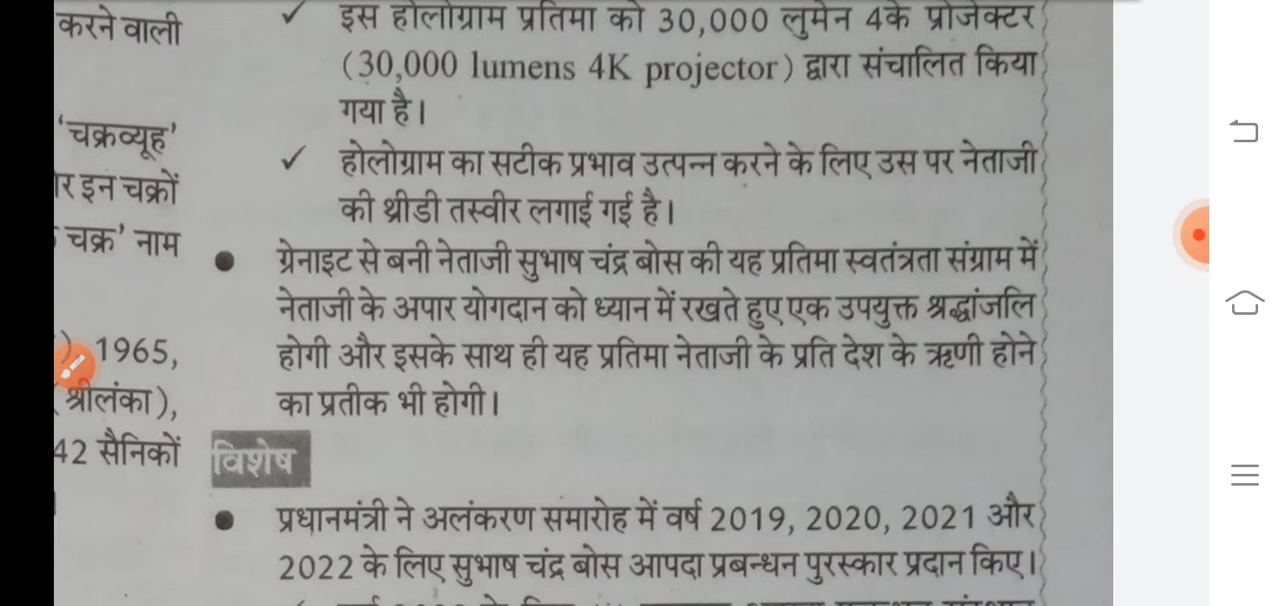 करने वाली
'चक्रव्यूह'
इन चक्रों
चक्र' नाम
1965,
(श्रीलंका),
42 सैनिकों
✓ इस होलोग्राम प्रतिमा को 30,000 लुमेन 4के प्रोजेक्टर
(30,000 lumens 4K projector) द्वारा संचालित किया
गया है।
✓ होलोग्राम का सटीक प्रभाव उत्पन्न करने के लिए उस पर नेताजी
की थ्रीडी तस्वीर लगाई गई है।
● ग्रेनाइट से बनी नेताजी सुभाष चंद्र बोस की यह प्रतिमा स्वतंत्रता संग्राम में
नेताजी के अपार योगदान को ध्यान में रखते हुए एक उपयुक्त श्रद्धांजलि
होगी और इसके साथ ही यह प्रतिमा नेताजी के प्रति देश के ऋणी होने
का प्रतीक भी होगी।
विशेष
● प्रधानमंत्री ने अलंकरण समारोह में वर्ष 2019, 2020, 2021 और
2022 के लिए सुभाष चंद्र बोस आपदा प्रबन्धन पुरस्कार प्रदान किए।